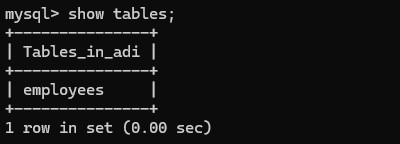 mysql> show tables;
+---------------+
| Tables_in_adi |
+---------------+
| employees     |
+---------------+
1 row in set (0.00 sec)